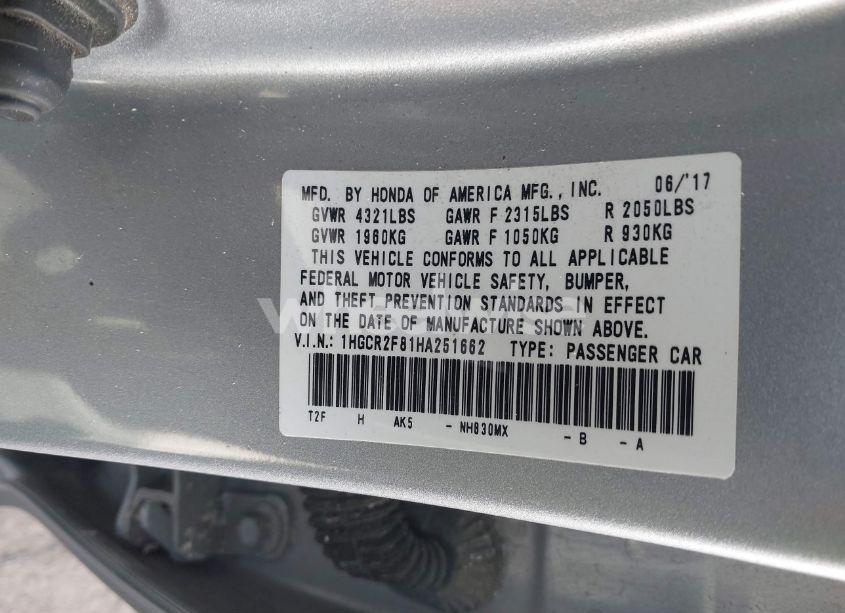 MFD. BY HONDA OF AMERICA MFG., INC. 06/'17
GVWR 4321LBS GAWR F 2315LBS R 2050LBS
GVWR 1960KG GAWR F 1050KG R 930KG
THIS VEHICLE CONFORMS TO ALL APPLICABLE
FEDERAL MOTOR VEHICLE SAFETY, BUMPER,
AND THEFT PREVENTION STANDARDS IN EFFECT
ON THE DATE OF MANUFACTURE SHOWN ABOVE.
V.I.N.: 1HGCR2F81HA251662 TYPE: PASSENGER CAR
T2F H AK5 - NH830MX - B - A